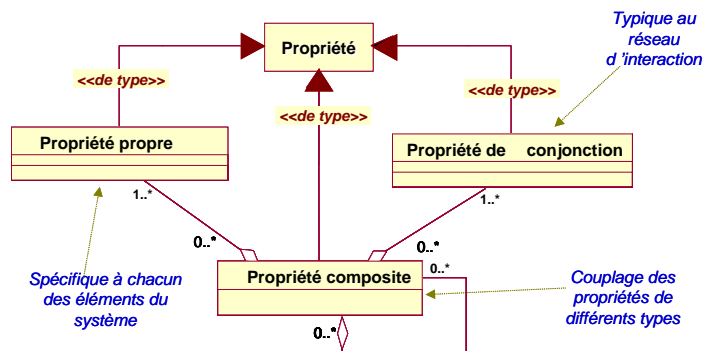 Typique au
réseau
d 'interaction
Propriété
<<de type>>
<<de type>>
<<de type>>
Propriété propre
Propriété de conjonction
1..*
1..*
0..*
0..*
Propriété composite
0..*
Spécifique à chacun
des éléments du
système
Couplage des
propriétés de
différents types
0..*